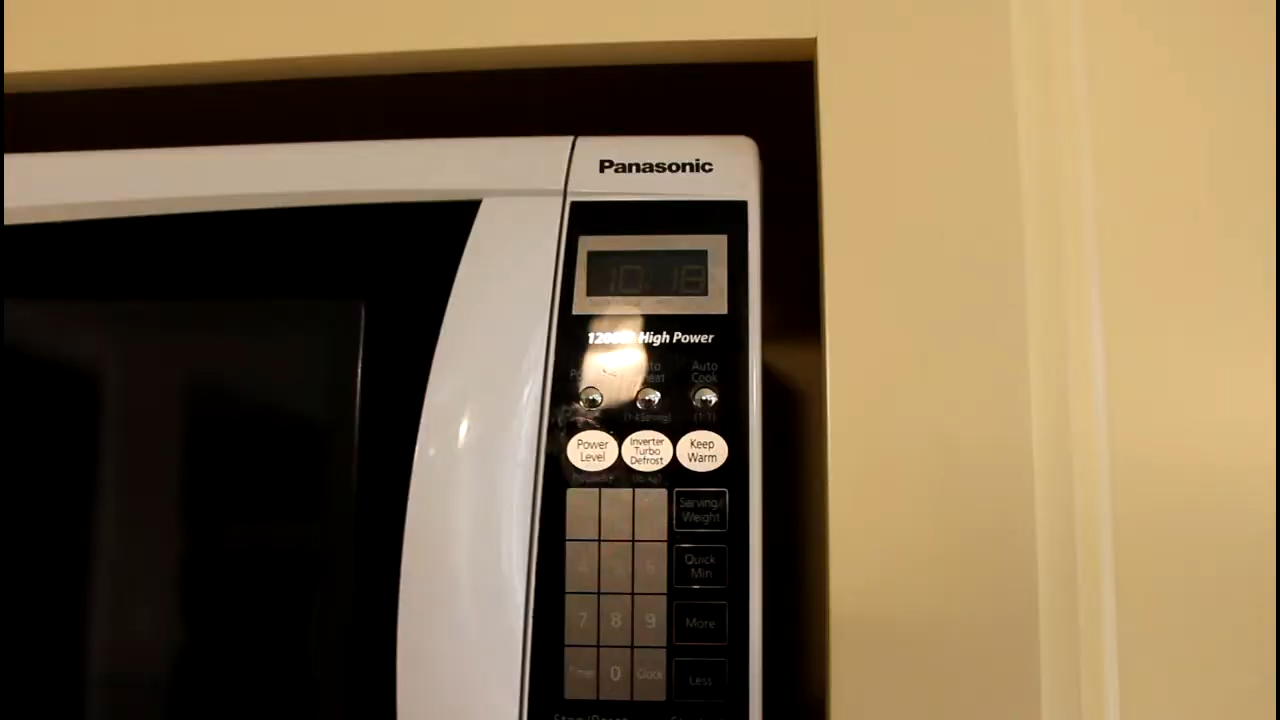 Panasonic
10:18
High Power
Auto
Cook
Power
Level
Inverter
Turbo
Defrost
Keep
Warm
Serving/
Weight
Quick
Min
7 8 9
More
0
Clock
Less